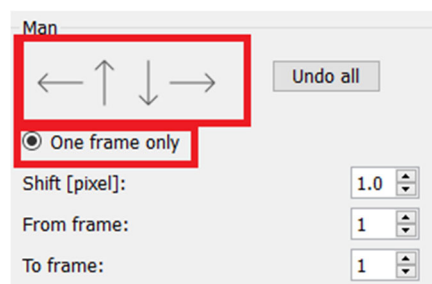 Man
Undo all
One frame only
Shift [pixel]: 1.0
From frame: 1
To frame: 1